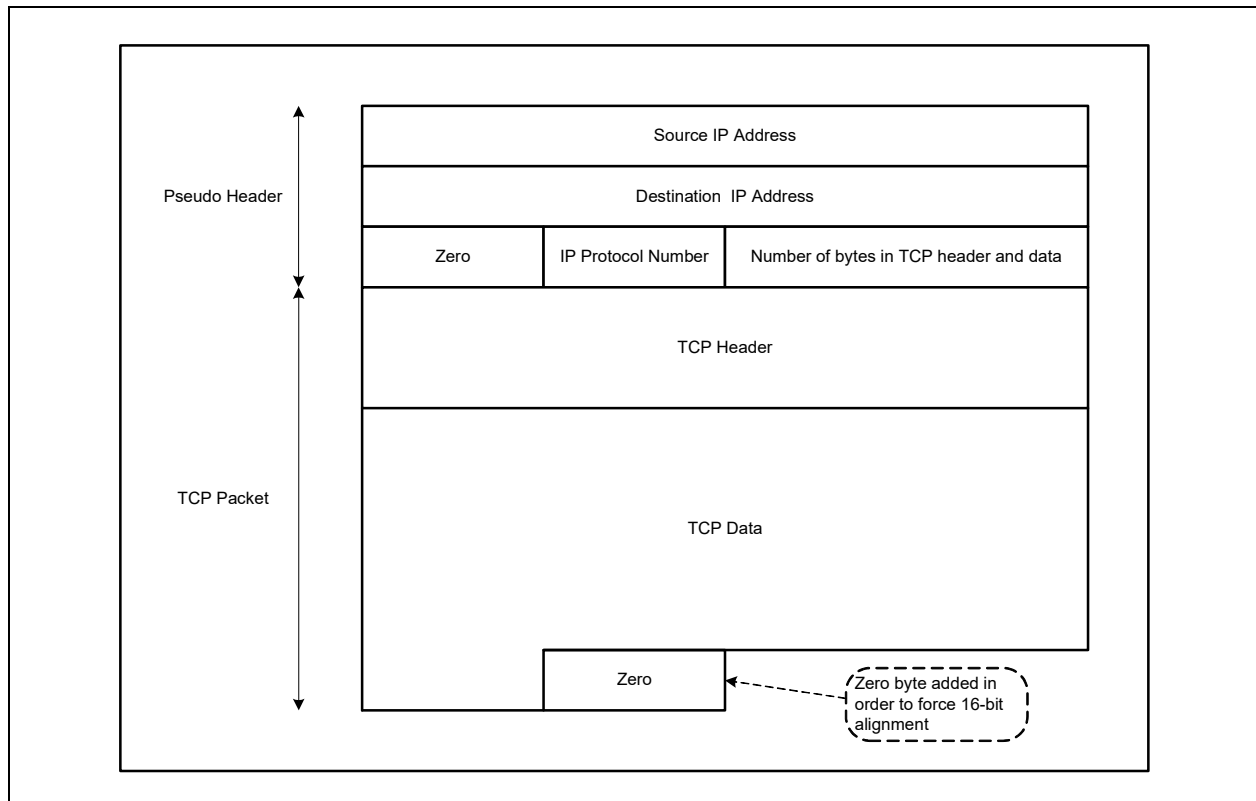 Source IP Address
Pseudo Header
Destination IP Address
Zero
IP Protocol Number
Number of bytes in TCP header and data
TCP Header
TCP Packet
TCP Data
Zero
Zero byte added in
order to force 16-bit
alignment